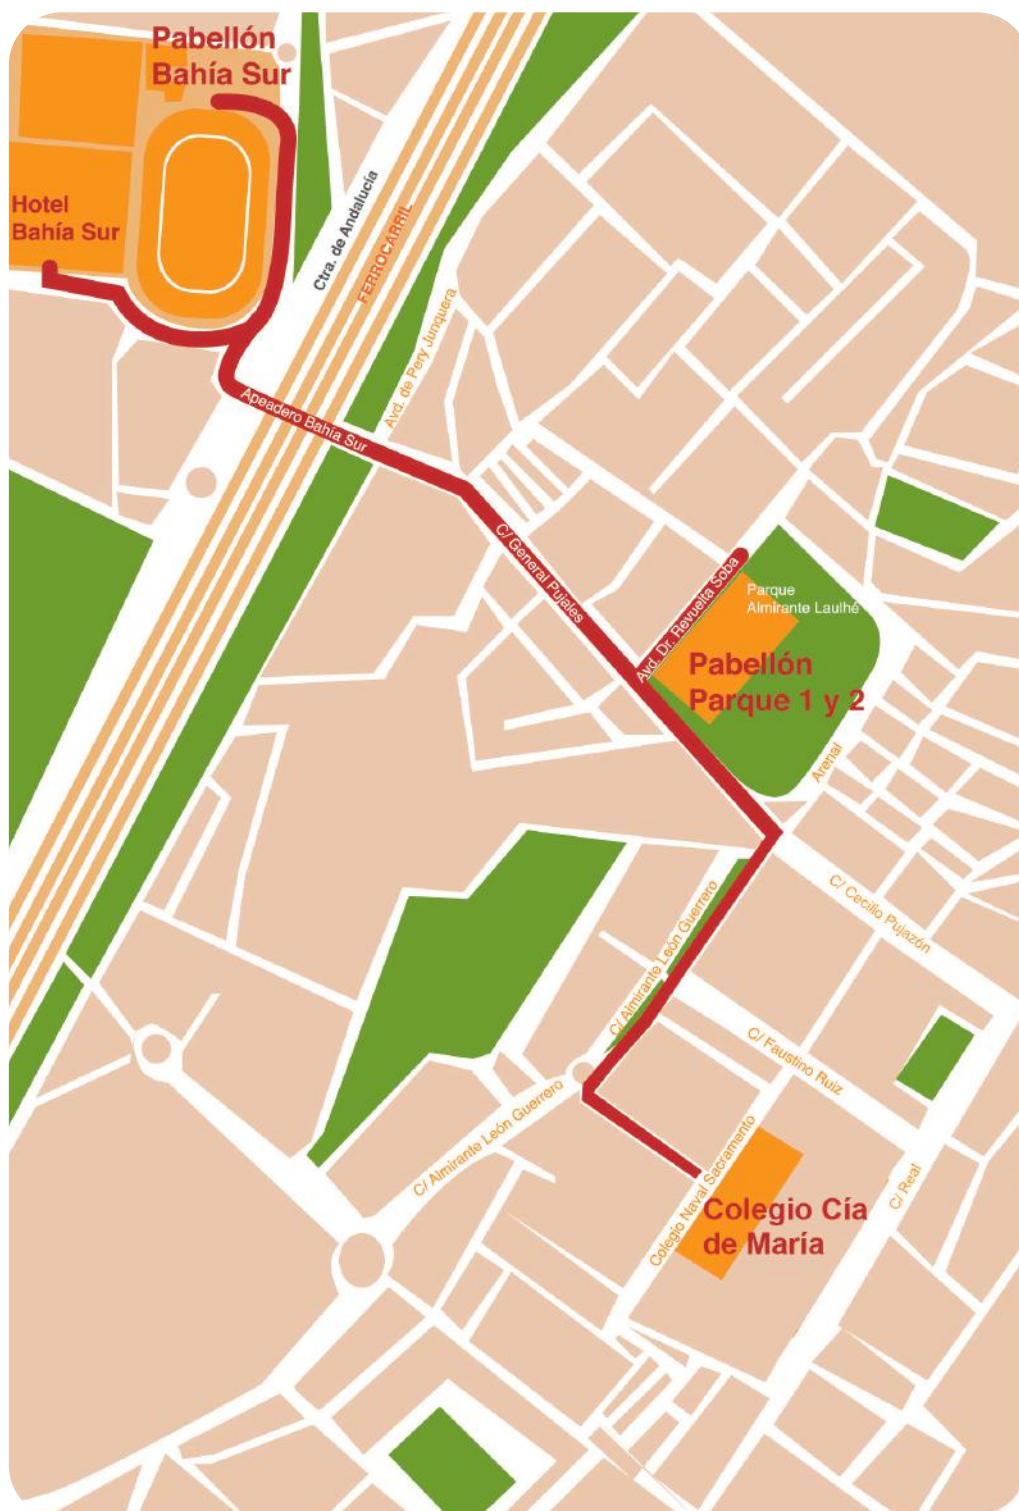 Pabellón
Bahía Sur
Hotel
Bahía Sur
Ctra. de Andalucía
FERROCARRIL
Avd. de Pery Junquera
Apeadero Bahía Sur
C/ General Pujales
Avd. Dr. Revuelta Soba
Parque
Almirante Laulhé
Pabellón
Parque 1 y 2
Arenal
C/ Cecilio Pujazón
C/ Almirante León Guerrero
C/ Faustino Ruiz
C/ Almirante León Guerrero
Colegio Naval Sacramento
C/ Real
Colegio Cía
de María